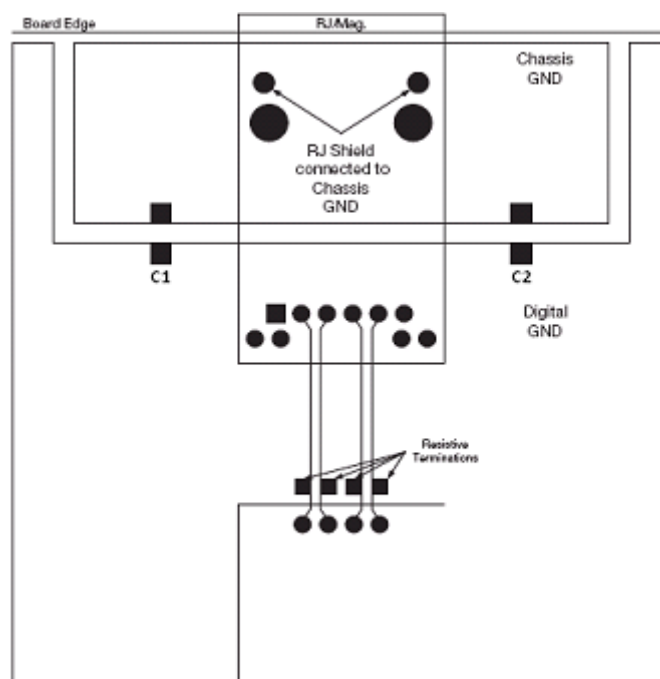 Board Edge
RJ/Mag.
Chassis
GND
RJ Shield
connected to
Chassis
GND
C1
C2
Digital
GND
Resistive
Terminations